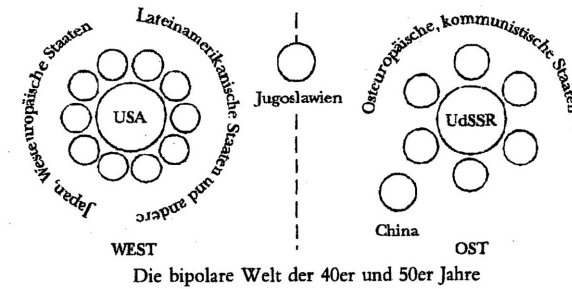 Japan, Westeuropäische Staaten
Lateinamerikanische Staaten und andere
USA
Jugoslawien
Osteuropäische, kommunistische Staaten
UdSSR
China
WEST
OST
Die bipolare Welt der 40er und 50er Jahre